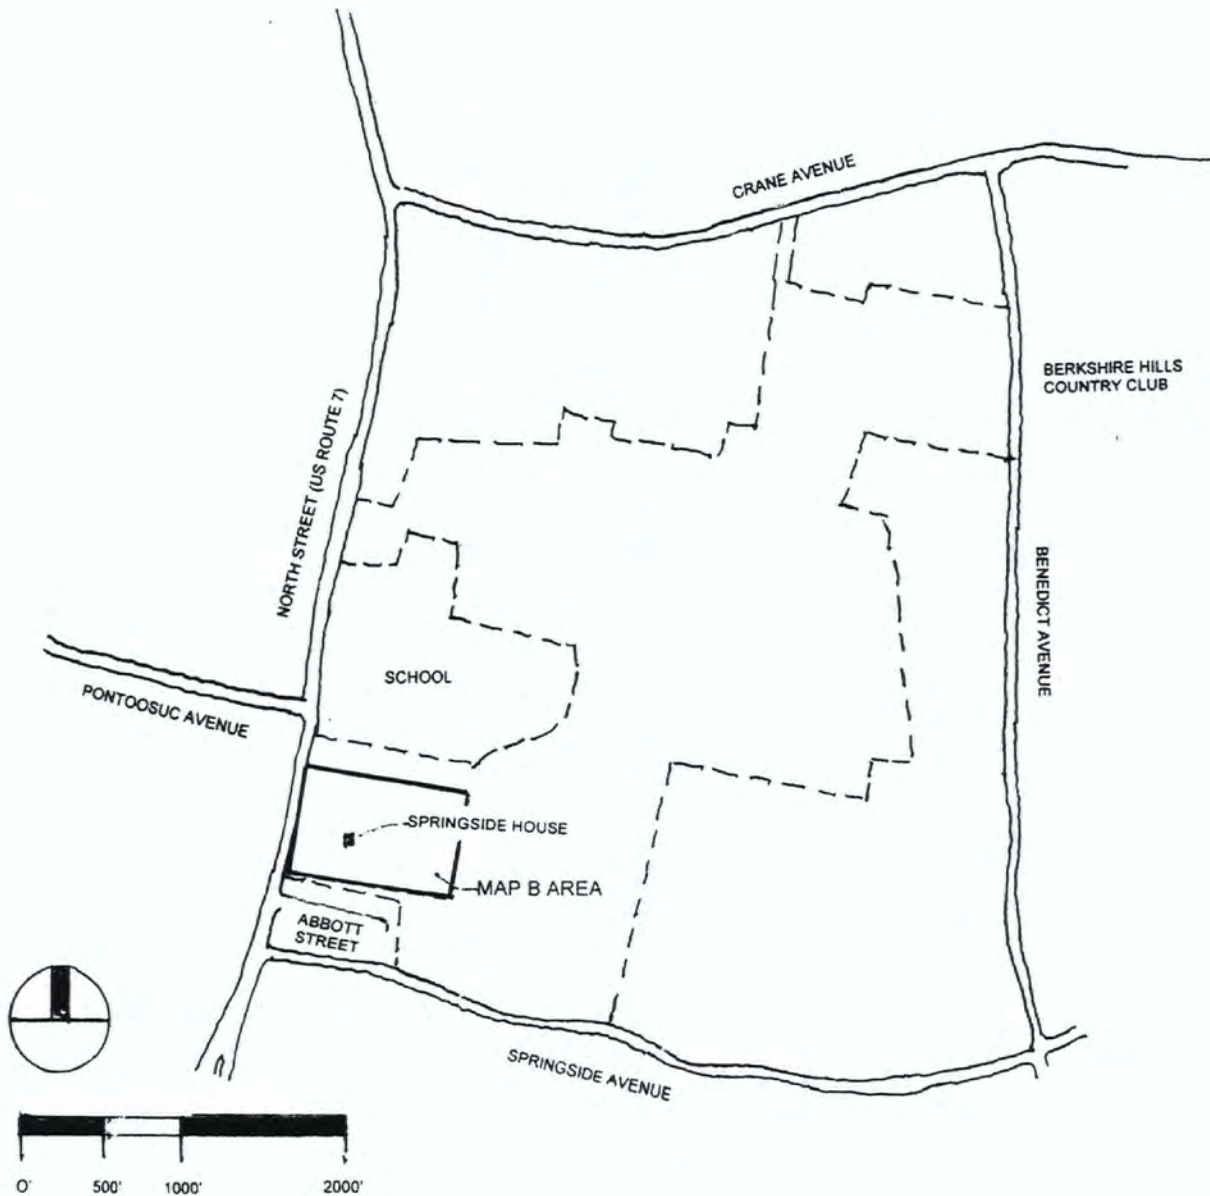 CRANE AVENUE
BERKSHIRE HILLS
COUNTRY CLUB
NORTH STREET (US ROUTE 7)
BENEDICT AVENUE
SCHOOL
PONTOOSUC AVENUE
SPRINGSIDE HOUSE
MAP B AREA
ABBOTT
STREET
SPRINGSIDE AVENUE
O' 500' 1000' 2000'